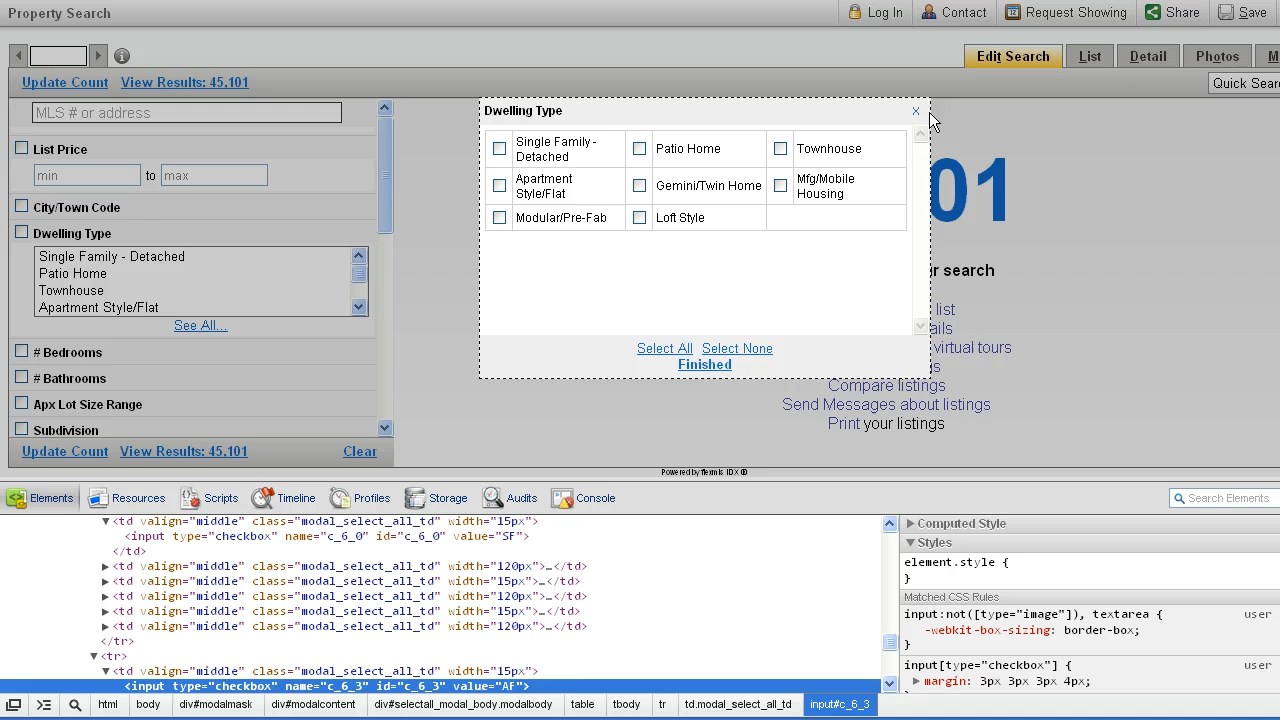 Property Search
Log In
Contact
Request Showing
Share
Save
Edit Search
List
Detail
Photos
M
Update Count View Results: 45,101
Quick Sear
MLS # or address
List Price
min to max
City/Town Code
Dwelling Type
Single Family - Detached
Patio Home
Townhouse
Apartment Style/Flat
See All...
# Bedrooms
# Bathrooms
Apx Lot Size Range
Subdivision
Update Count View Results: 45,101 Clear
Dwelling Type x
Single Family - Detached
Patio Home
Townhouse
Apartment Style/Flat
Gemini/Twin Home
Mfg/Mobile Housing
Modular/Pre-Fab
Loft Style
Select All Select None
Finished
01
r search
list
ails
virtual tours
s
Compare listings
Send Messages about listings
Print your listings
Powered by flexmls IDX ®
Elements
Resources
Scripts
Timeline
Profiles
Storage
Audits
Console
Search Elements
▼<td valign="middle" class="modal_select_all_td" width="15px">
<input type="checkbox" name="c_6_0" id="c_6_0" value="SF">
</td>
▶<td valign="middle" class="modal_select_all_td" width="120px">…</td>
▶<td valign="middle" class="modal_select_all_td" width="15px">…</td>
▶<td valign="middle" class="modal_select_all_td" width="120px">…</td>
▶<td valign="middle" class="modal_select_all_td" width="15px">…</td>
▶<td valign="middle" class="modal_select_all_td" width="120px">…</td>
</tr>
▼<tr>
▼<td valign="middle" class="modal_select_all_td" width="15px">
<input type="checkbox" name="c_6_3" id="c_6_3" value="AF">
▶Computed Style
▼Styles
element.style {
}
Matched CSS Rules
input:not([type="image"]), textarea { user
-webkit-box-sizing: border-box;
}
input[type="checkbox"] { user
▶margin: 3px 3px 3px 4px;
html
body
div#modalmask
div#modalcontent
div#selectall_modal_body.modalbody
table
tbody
tr
td.modal_select_all_td
input#c_6_3